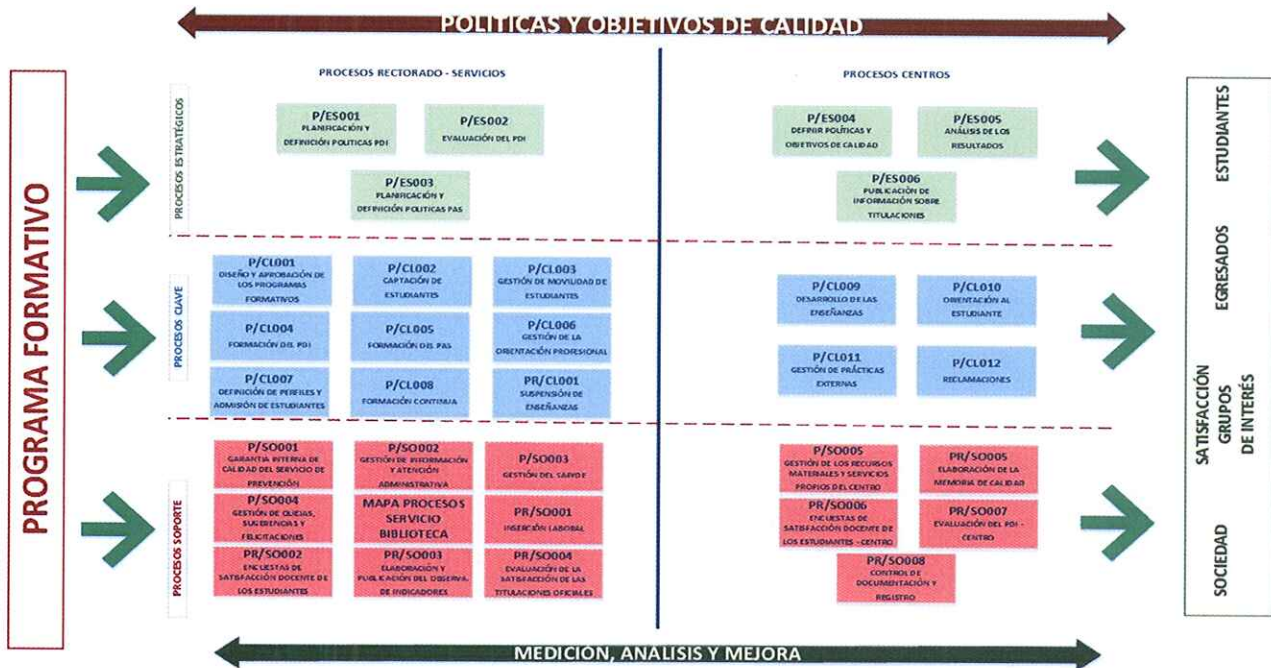 POLÍTICAS Y OBJETIVOS DE CALIDAD
PROGRAMA FORMATIVO
PROCESOS RECTORADO - SERVICIOS
PROCESOS CENTROS
PROCESOS ESTRATÉGICOS
P/ES001
PLANIFICACIÓN Y
DEFINICIÓN POLITICAS PDI
P/ES002
EVALUACIÓN DEL PDI
P/ES003
PLANIFICACIÓN Y
DEFINICIÓN POLITICAS PAS
P/ES004
DEFINIR POLÍTICAS Y
OBJETIVOS DE CALIDAD
P/ES005
ANÁLISIS DE LOS
RESULTADOS
P/ES006
PUBLICACIÓN DE
INFORMACIÓN SOBRE
TITULACIONES
PROCESOS CLAVE
P/CL001
DISEÑO Y APROBACIÓN DE
LOS PROGRAMAS
FORMATIVOS
P/CL002
CAPTACIÓN DE
ESTUDIANTES
P/CL003
GESTIÓN DE MOVILIDAD DE
ESTUDIANTES
P/CL004
FORMACIÓN DEL PDI
P/CL005
FORMACIÓN DEL PAS
P/CL006
GESTIÓN DE LA
ORIENTACIÓN PROFESIONAL
P/CL007
DEFINICIÓN DE PERFILES Y
ADMISIÓN DE ESTUDIANTES
P/CL008
FORMACIÓN CONTINUA
PR/CL001
SUSPENSIÓN DE
ENSEÑANZAS
P/CL009
DESARROLLO DE LAS
ENSEÑANZAS
P/CL010
ORIENTACIÓN AL
ESTUDIANTE
P/CL011
GESTIÓN DE PRÁCTICAS
EXTERNAS
P/CL012
RECLAMACIONES
PROCESOS SOPORTE
P/SO001
GARANTIA INTERNA DE
CALIDAD DEL SERVICIO DE
PREVENCIÓN
P/SO002
GESTIÓN DE INFORMACIÓN
Y ATENCIÓN
ADMINISTRATIVA
P/SO003
GESTIÓN DEL
P/SO004
GESTIÓN DE QUEJAS,
SUGERENCIAS Y
FELICITACIONES
MAPA PROCESOS
SERVICIO
BIBLIOTECA
PR/SO001
INSERCIÓN LABORAL
PR/SO002
ENCUESTAS DE
SATISFACCIÓN DOCENTE DE
LOS ESTUDIANTES
PR/SO003
ELABORACIÓN Y
PUBLICACIÓN DEL OBSERVA.
DE INDICADORES
PR/SO004
EVALUACIÓN DE LA
SATISFACCIÓN DE LAS
TITULACIONES OFICIALES
P/SO005
GESTIÓN DE LOS RECURSOS
MATERIALES Y SERVICIOS
PROPIOS DEL CENTRO
PR/SO005
ELABORACIÓN DE LA
MEMORIA DE CALIDAD
PR/SO006
ENCUESTAS DE
SATISFACCIÓN DOCENTE DE
LOS ESTUDIANTES - CENTRO
PR/SO007
EVALUACIÓN DEL PDI -
CENTRO
PR/SO008
CONTROL DE
DOCUMENTACIÓN Y
REGISTRO
ESTUDIANTES
EGRESADOS
SATISFACCIÓN
GRUPOS
DE INTERÉS
SOCIEDAD
MEDICIÓN, ANÁLISIS Y MEJORA